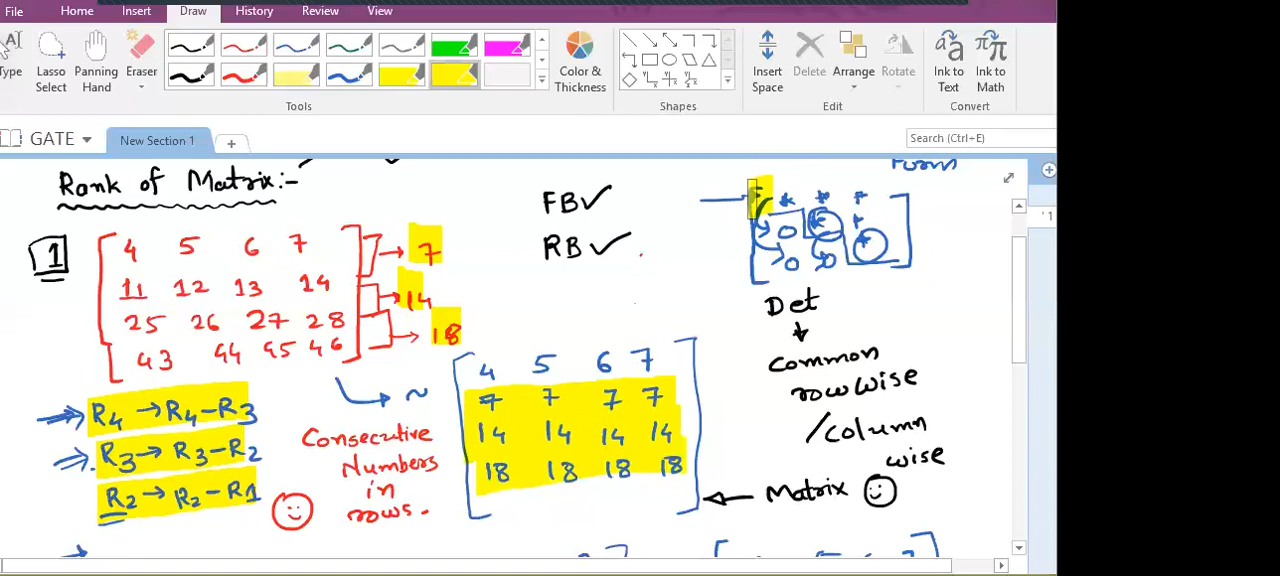 File Home Insert Draw History Review View
Type Lasso Select Panning Hand Eraser Color & Thickness Insert Space Delete Arrange Rotate Ink to Text Ink to Math
Tools Shapes Edit Convert
GATE New Section 1 + Search (Ctrl+E)
Form
Rank of Matrix:-
FB✓
RB✓
1
4 5 6 7 → 7
11 12 13 14 → 14
25 26 27 28 → 18
43 44 45 46
R4 → R4-R3
R3 → R3-R2
R2 → R2-R1
Consecutive
Numbers
in
rows.
~
4 5 6 7
7 7 7 7
14 14 14 14
18 18 18 18
Det
↓
Common
rowwise
/column
wise
← Matrix